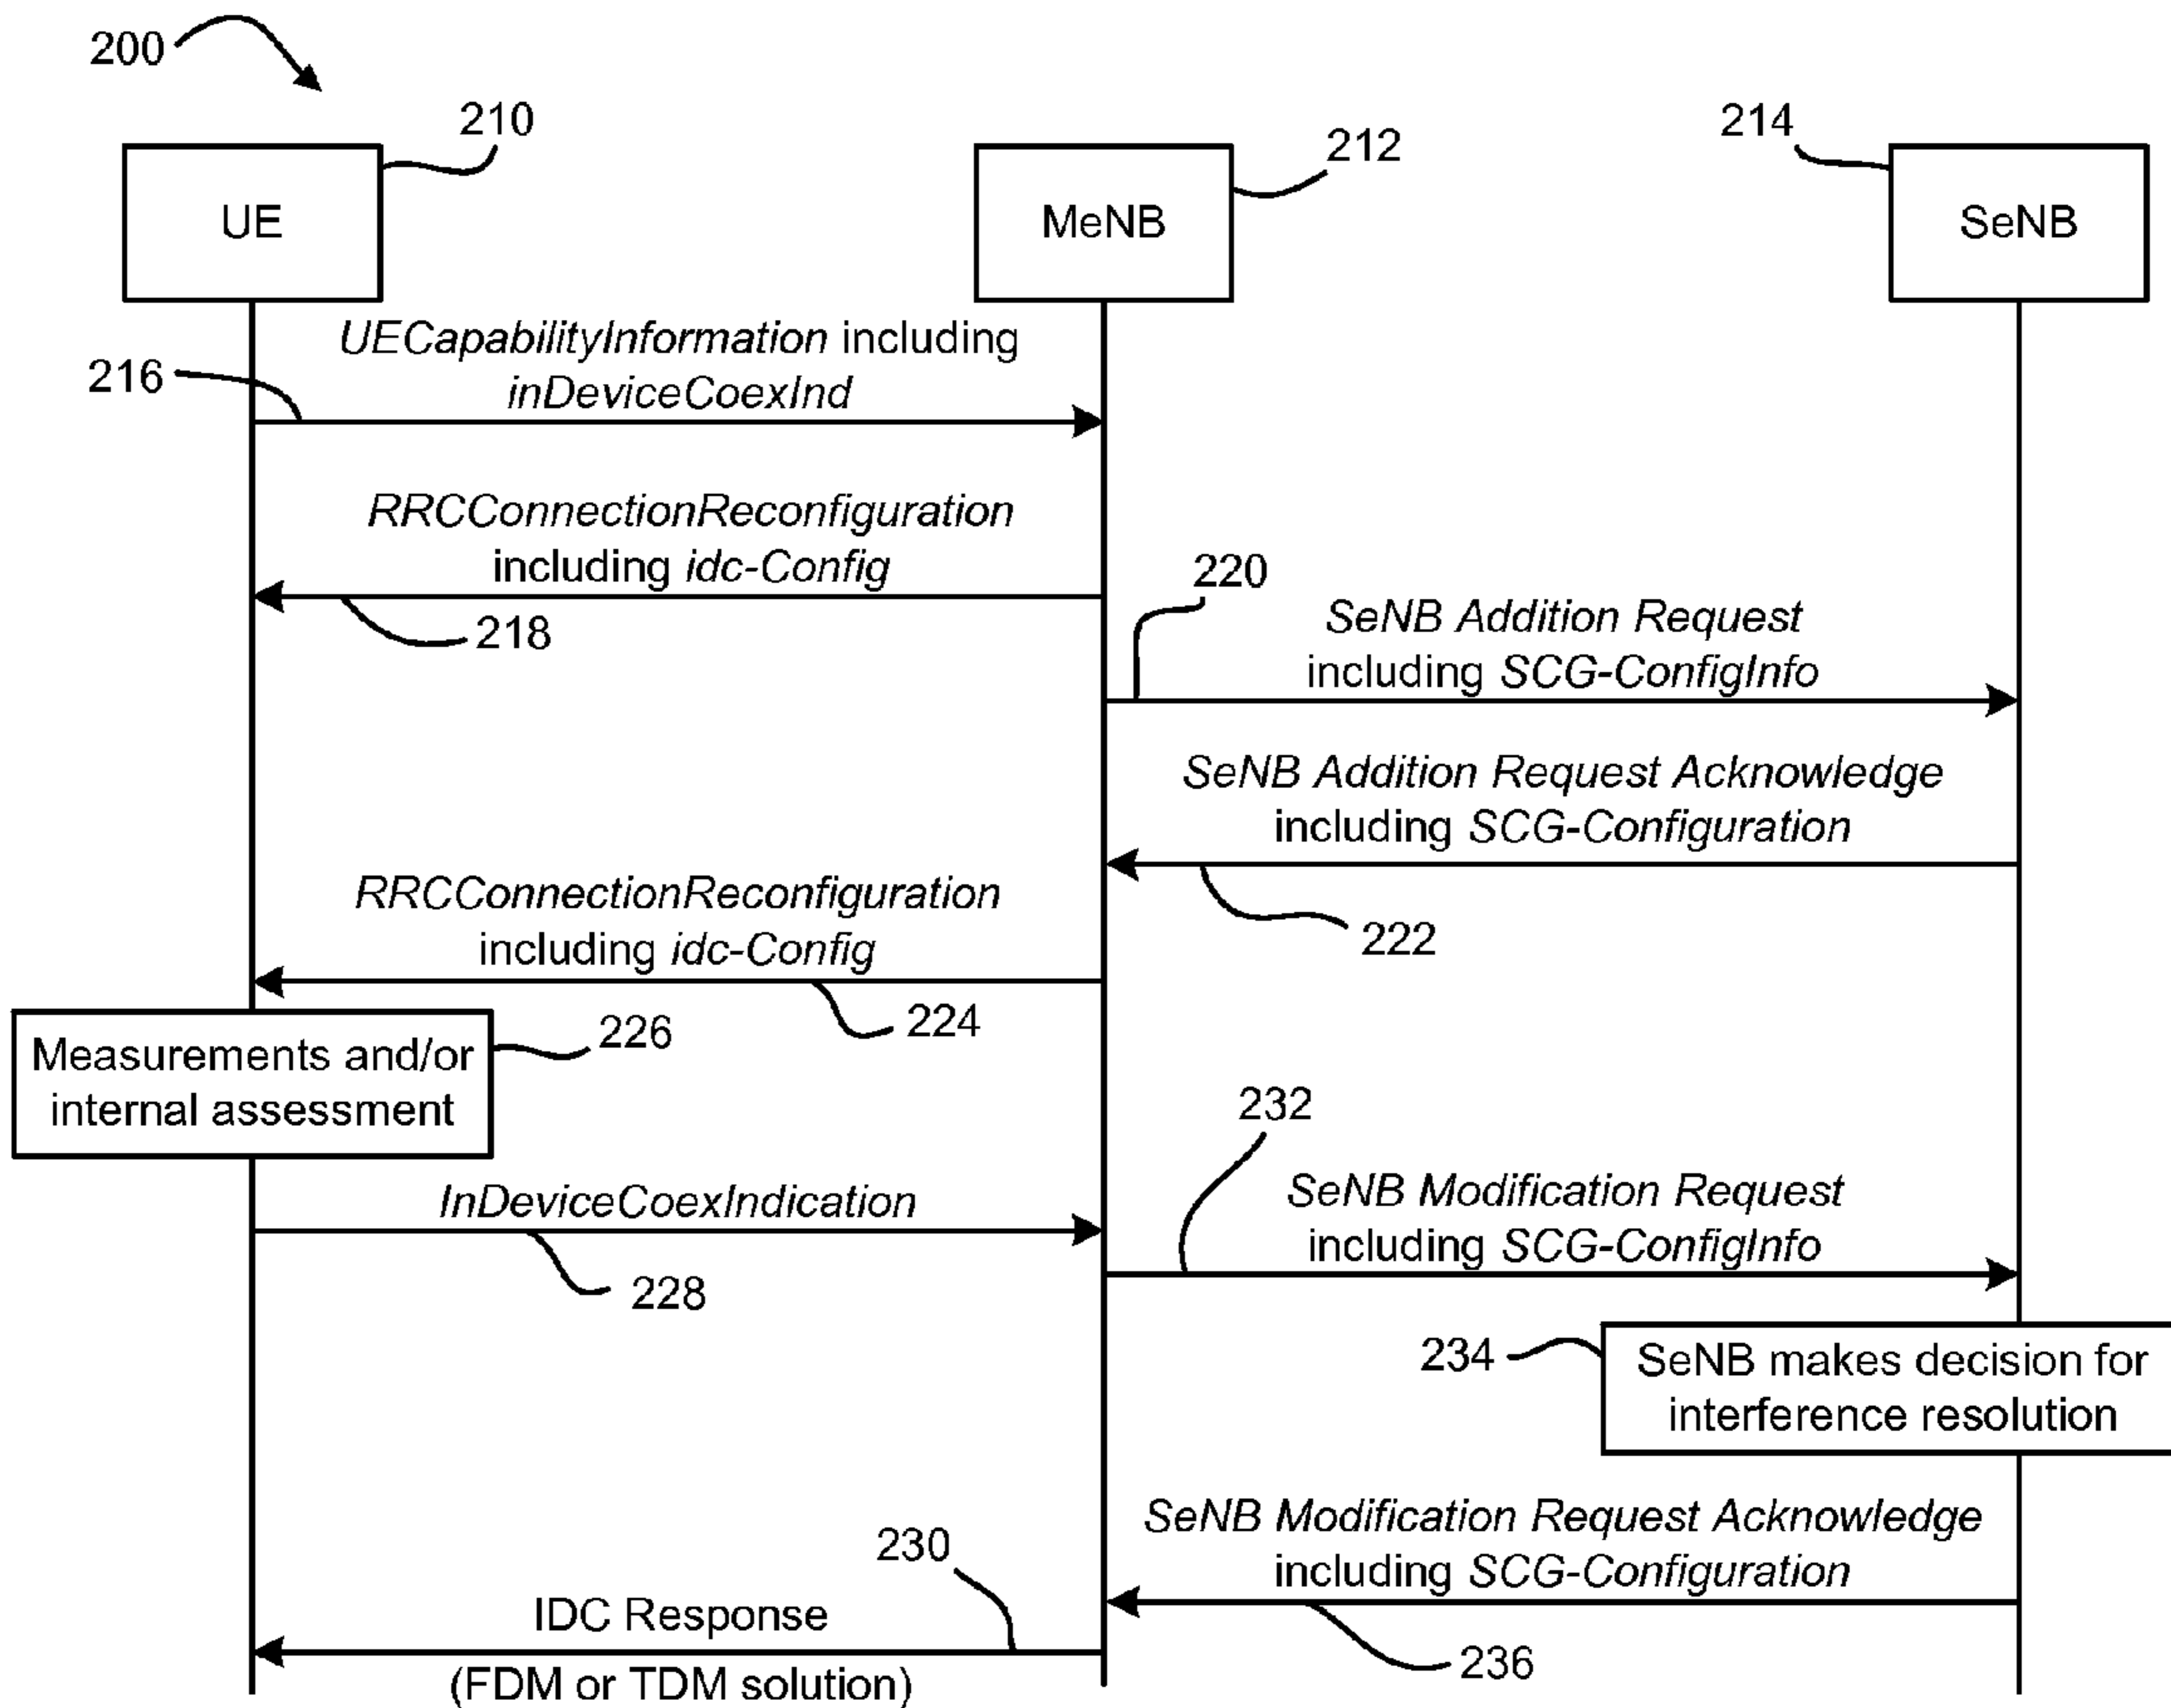 200
210
212
214
UE
MeNB
SeNB
UECapabilityInformation including
inDeviceCoexInd
216
RRCConnectionReconfiguration
including idc-Config
218
220
SeNB Addition Request
including SCG-ConfigInfo
SeNB Addition Request Acknowledge
including SCG-Configuration
222
RRCConnectionReconfiguration
including idc-Config
224
226
Measurements and/or
internal assessment
InDeviceCoexIndication
228
232
SeNB Modification Request
including SCG-ConfigInfo
234
SeNB makes decision for
interference resolution
SeNB Modification Request Acknowledge
including SCG-Configuration
236
230
IDC Response
(FDM or TDM solution)